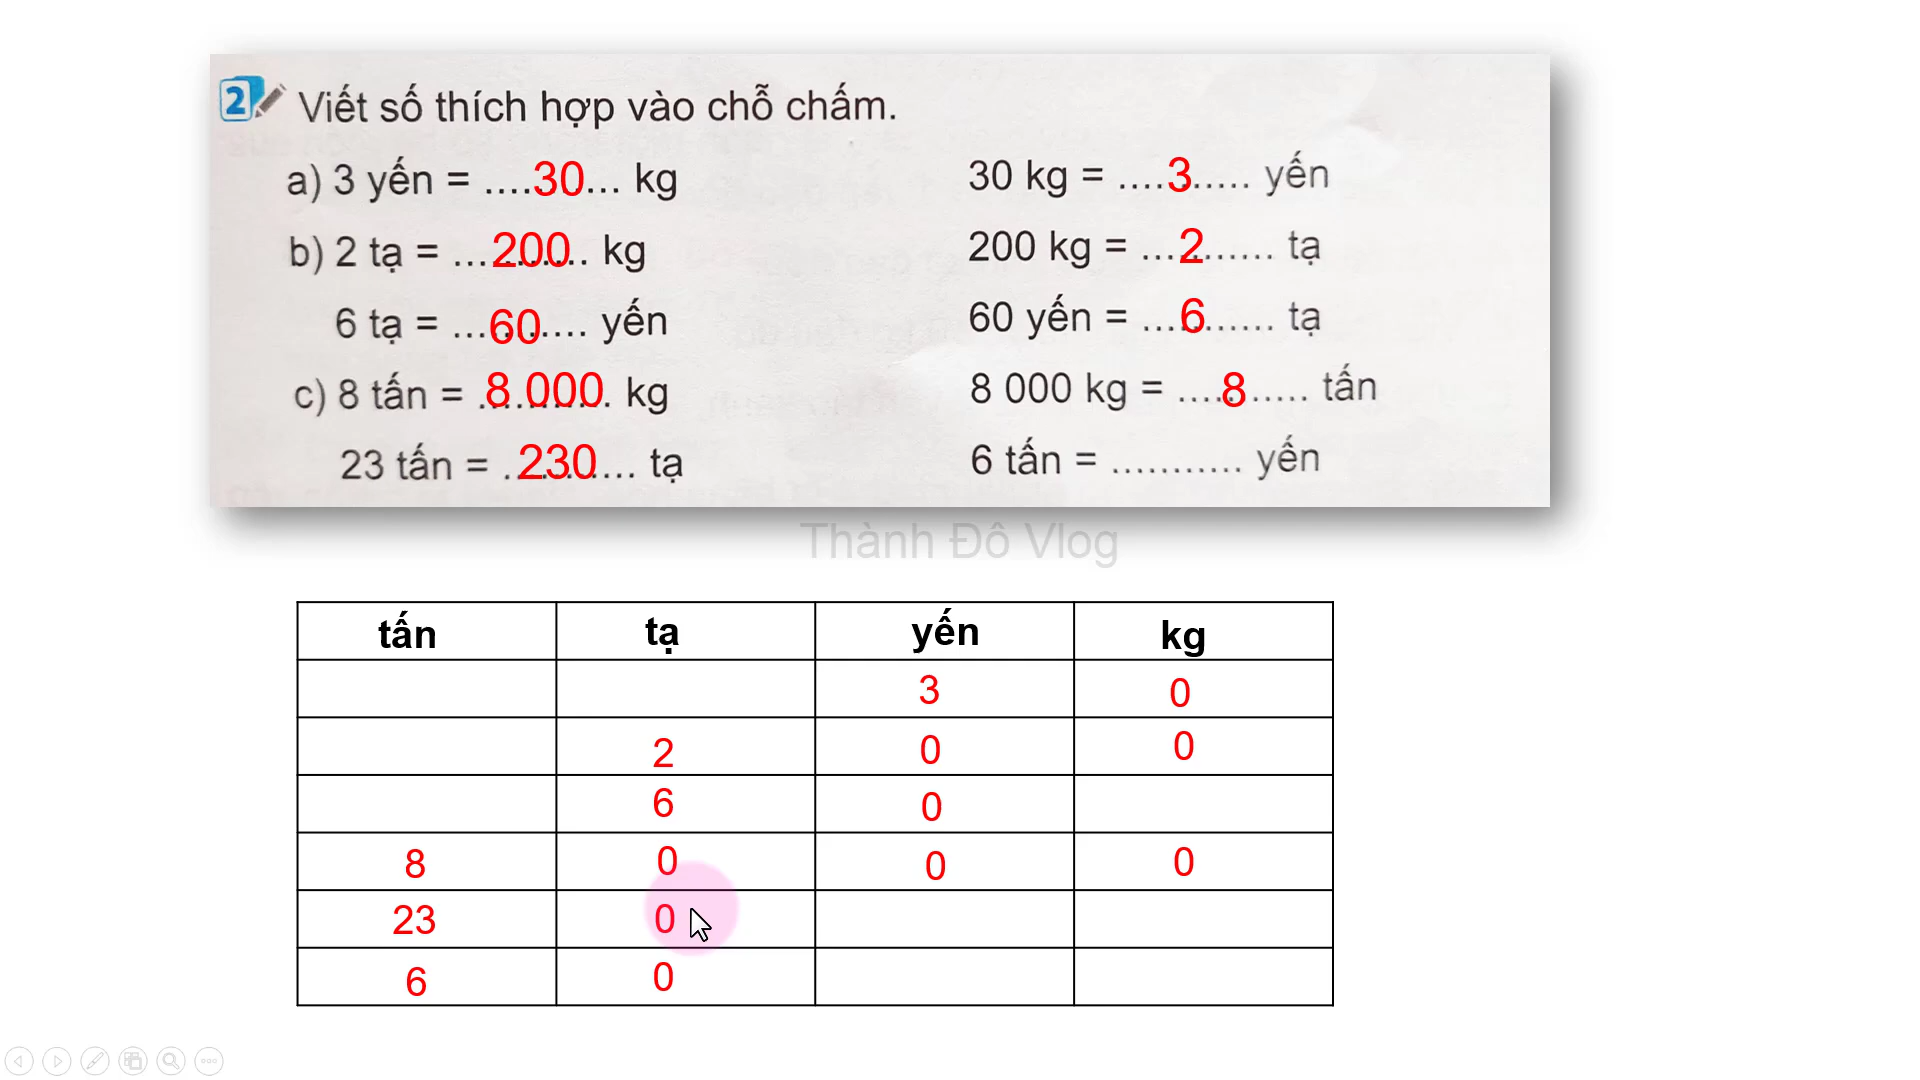 2 Viết số thích hợp vào chỗ chấm.
a) 3 yến = ....30.... kg
30 kg = ....3...... yến
b) 2 tạ = ...200.. kg
200 kg = ...2....... tạ
6 tạ = ...60...... yến
60 yến = ...6....... tạ
c) 8 tấn = 8 000 kg
8 000 kg = ....8..... tấn
23 tấn = .230... tạ
6 tấn = ........... yến
Thành Đô Vlog
tấn tạ yến kg
3 0
2 0 0
6 0
8 0 0 0
23 0
6 0